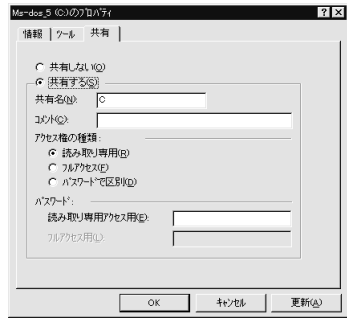 Ms-dos_5 (C:)のプロパティ
情報 ツール 共有
共有しない(O)
共有する(S)
共有名(N): C
コメント(C):
アクセス権の種類:
読み取り専用(R)
フルアクセス(F)
パスワードで区別(D)
パスワード:
読み取り専用アクセス用(E):
フルアクセス用(L):
OK キャンセル 更新(A)